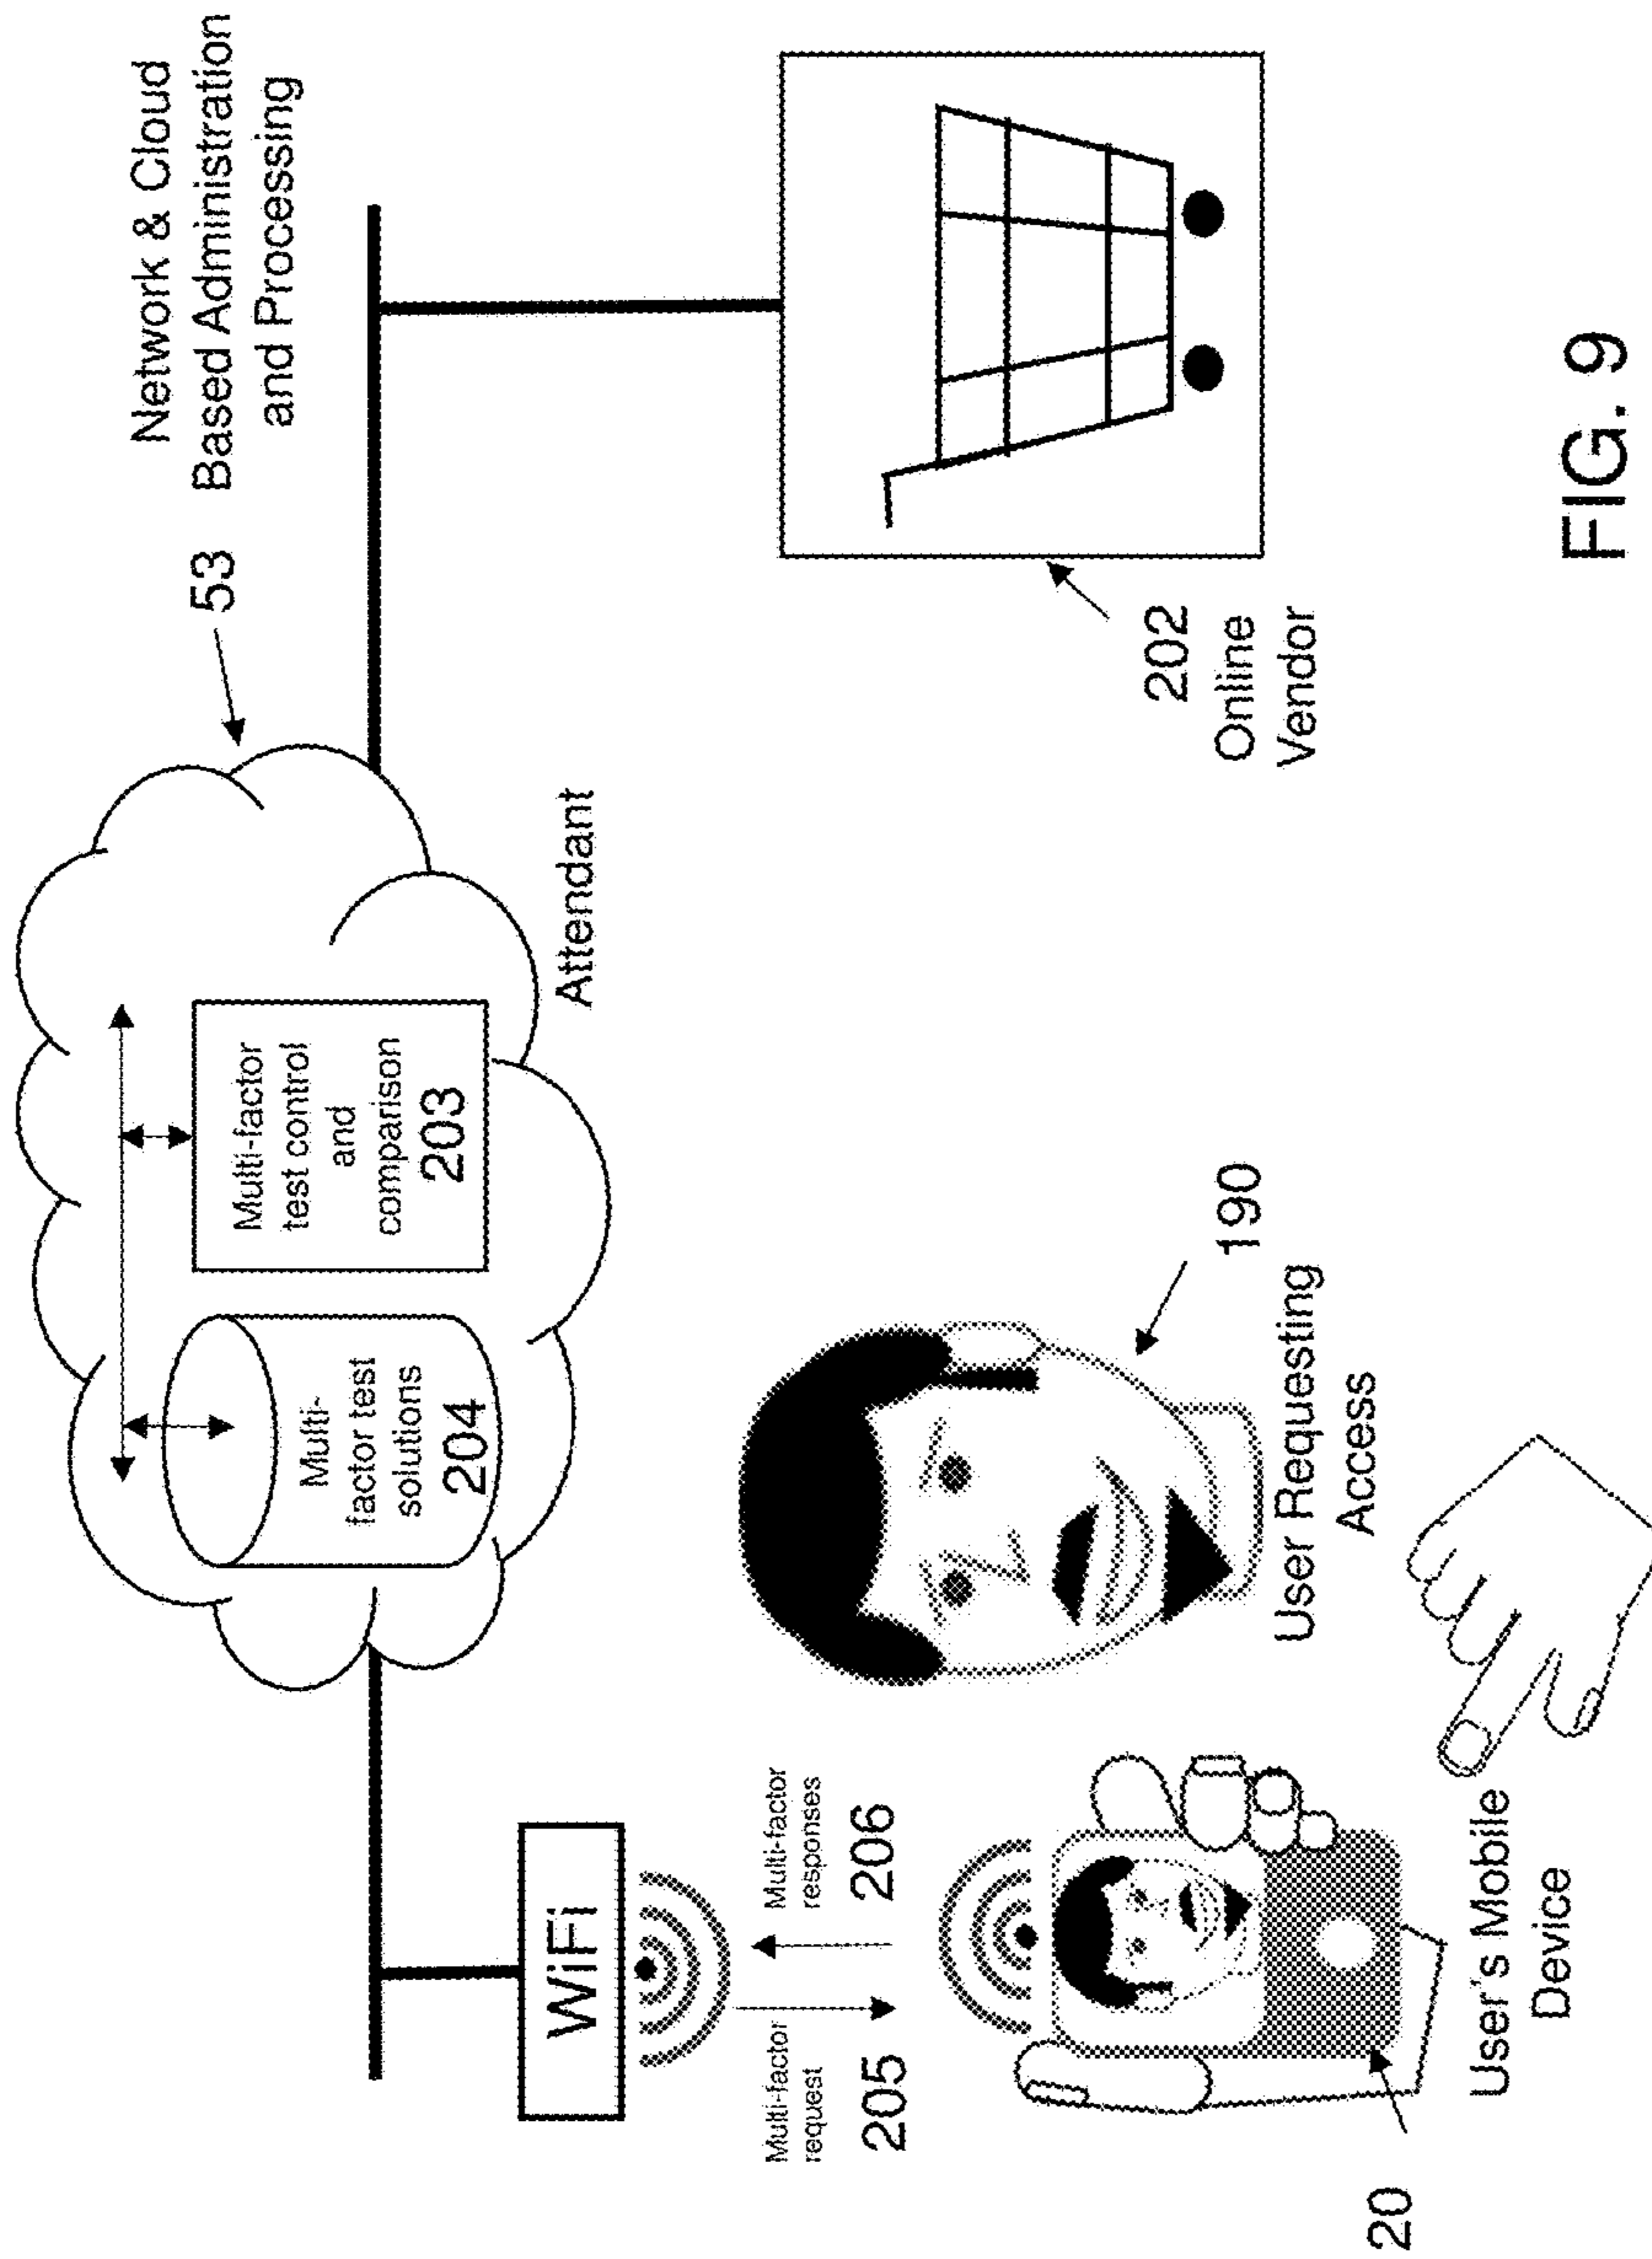 Network & Cloud
53 Based Administration
and Processing
Multi-
factor test
solutions
204
Multi-factor
test control
and
comparison
203
Attendant
WiFi
Multi-factor
request
205
Multi-factor
responses
206
190
User Requesting
Access
202
Online
Vendor
20
User's Mobile
Device
FIG. 9